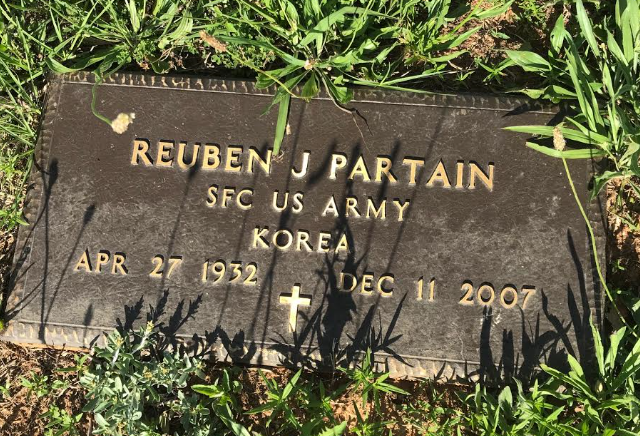 REUBEN J PARTAIN
SFC US ARMY
KOREA
APR 27 1932 DEC 11 2007